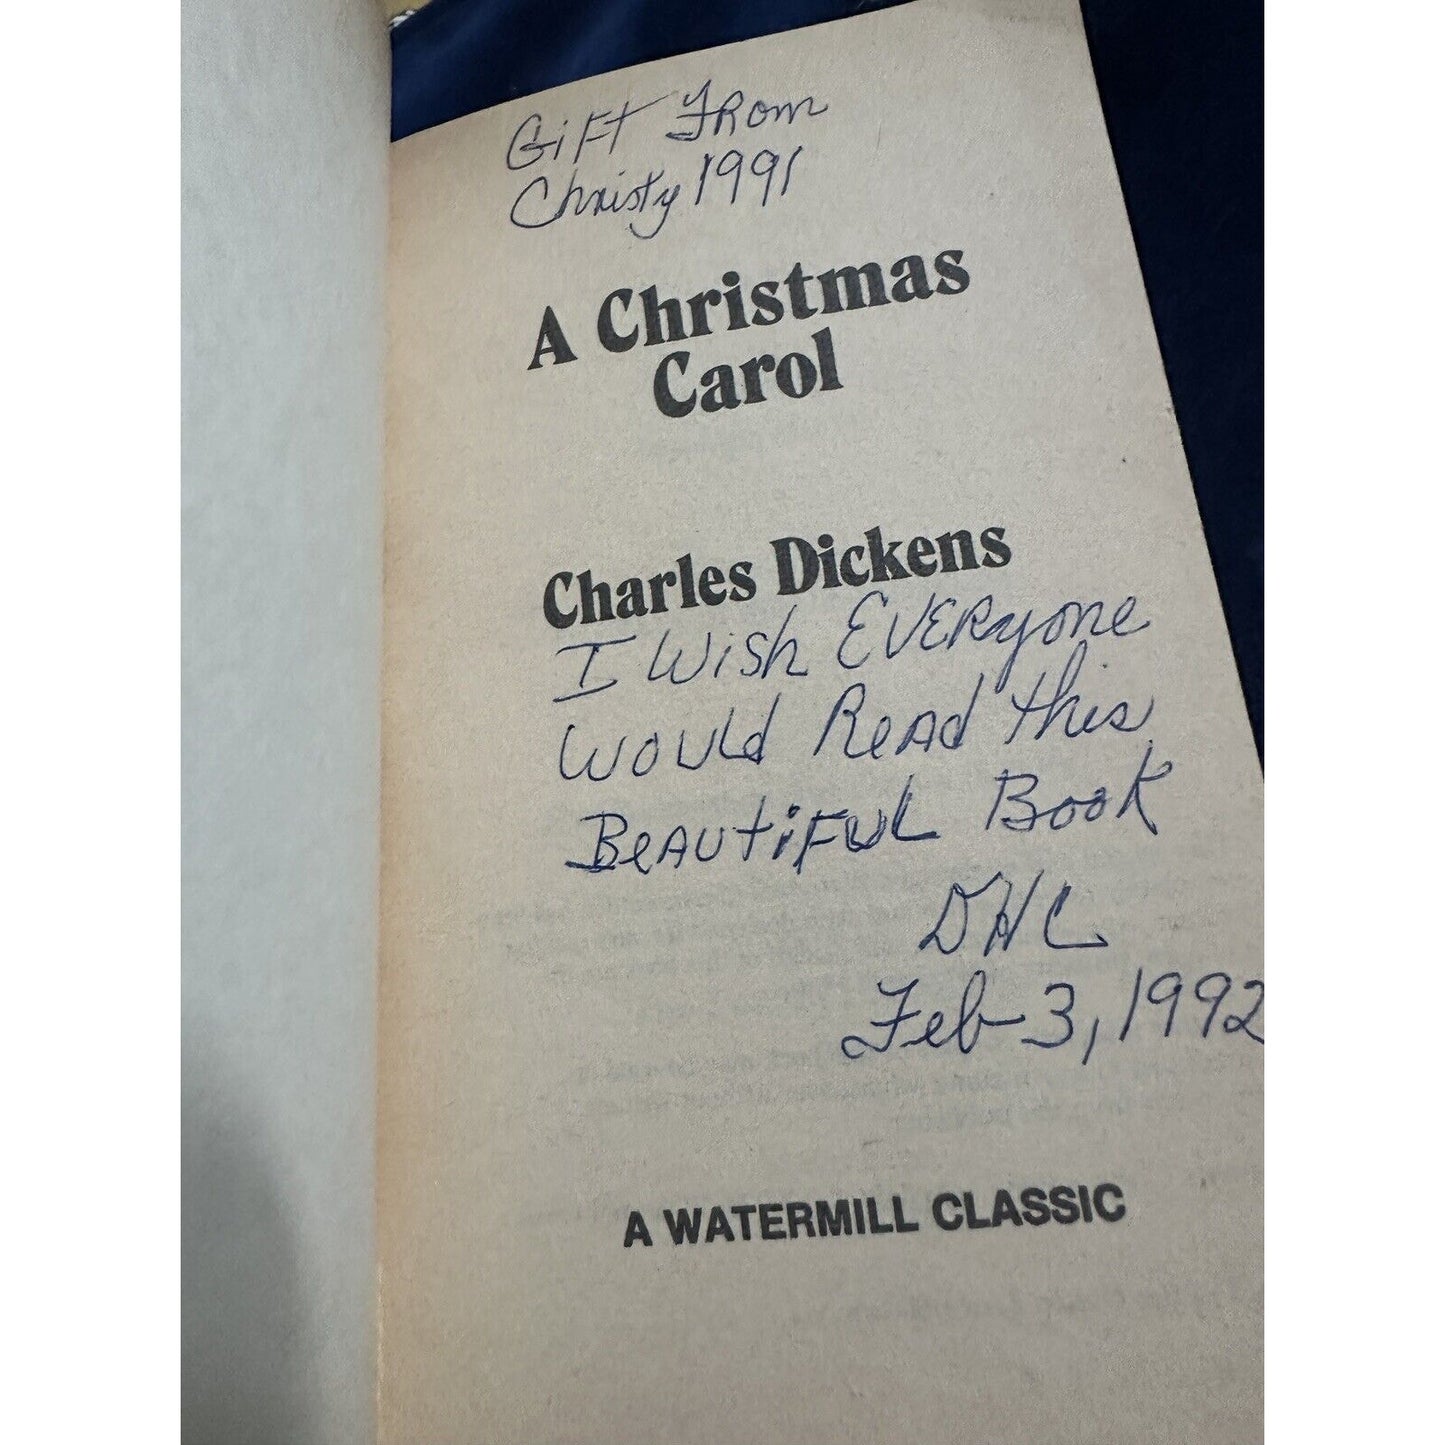 Gift From
Christy 1991
A Christmas
Carol
Charles Dickens
I Wish Everyone
Would Read this
Beautiful Book
DHC
Feb 3, 1992
A WATERMILL CLASSIC